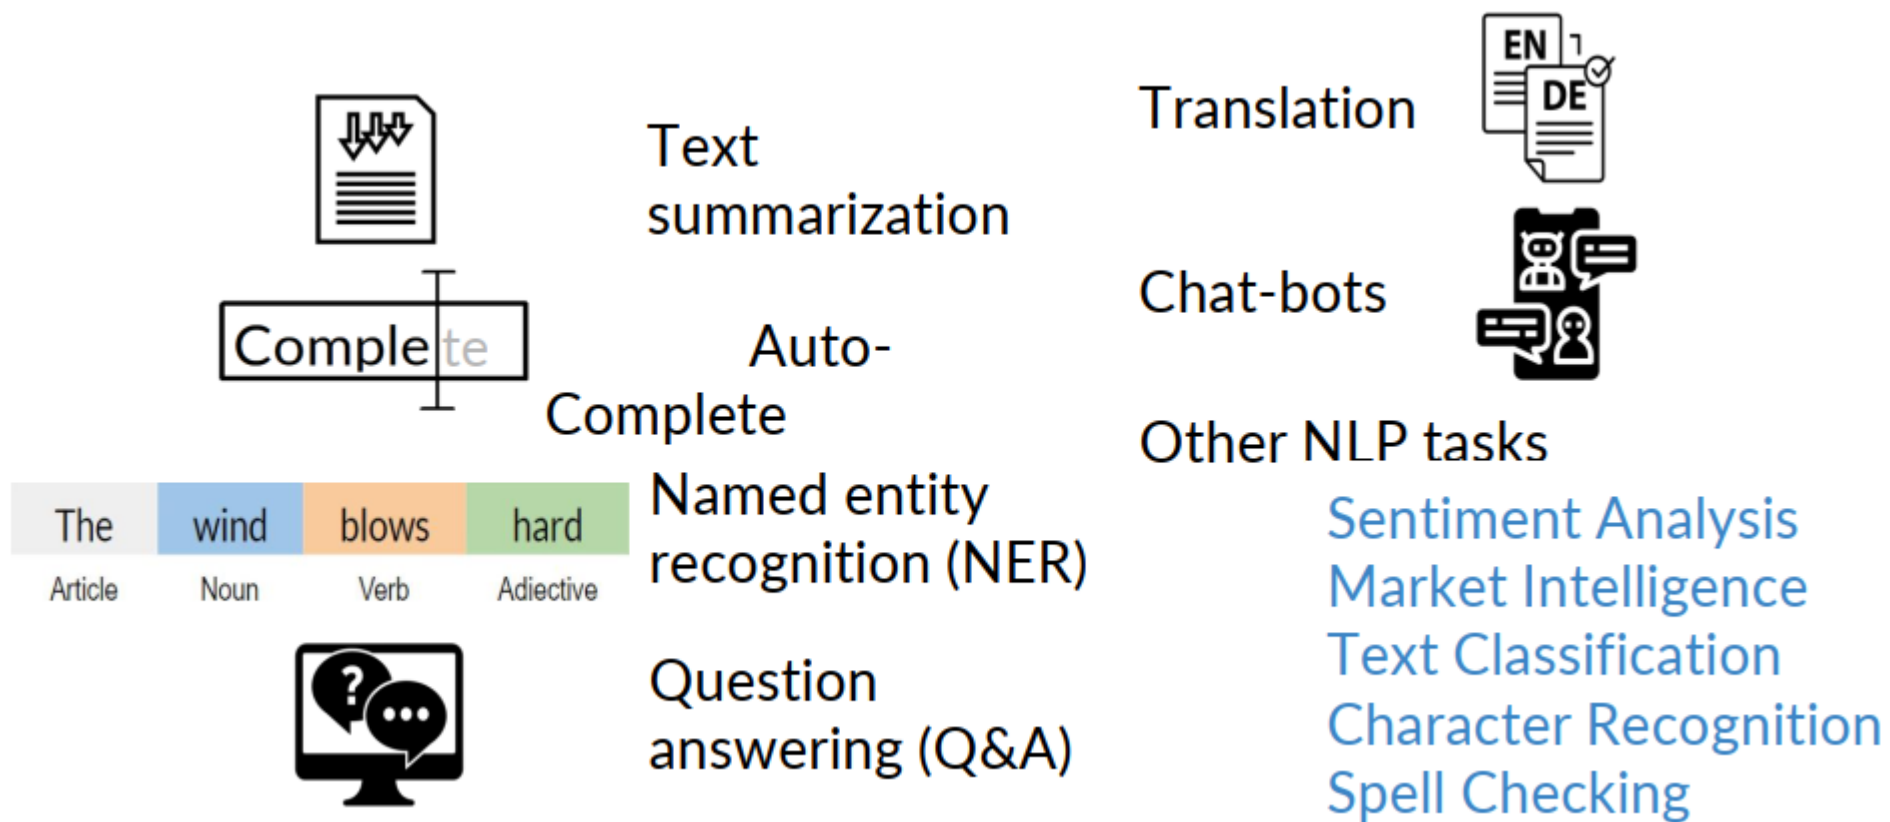 Text
summarization
Comple te
Auto-
Complete
The wind blows hard
Article Noun Verb Adiective
Named entity
recognition (NER)
?
Question
answering (Q&A)
Translation
EN
DE
Chat-bots
Other NLP tasks
Sentiment Analysis
Market Intelligence
Text Classification
Character Recognition
Spell Checking